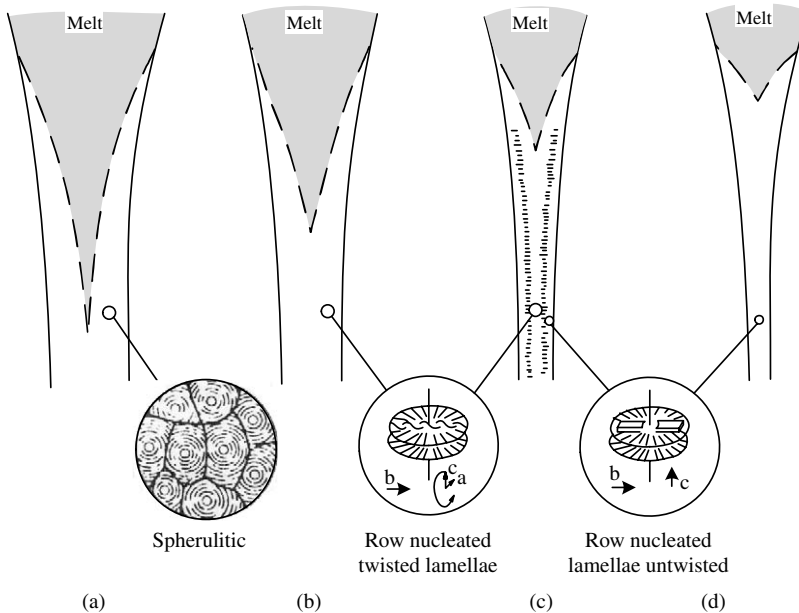 Melt
Melt
Melt
Melt
b
c
a
b
c
Spherulitic
Row nucleated
twisted lamellae
Row nucleated
lamellae untwisted
(a)
(b)
(c)
(d)